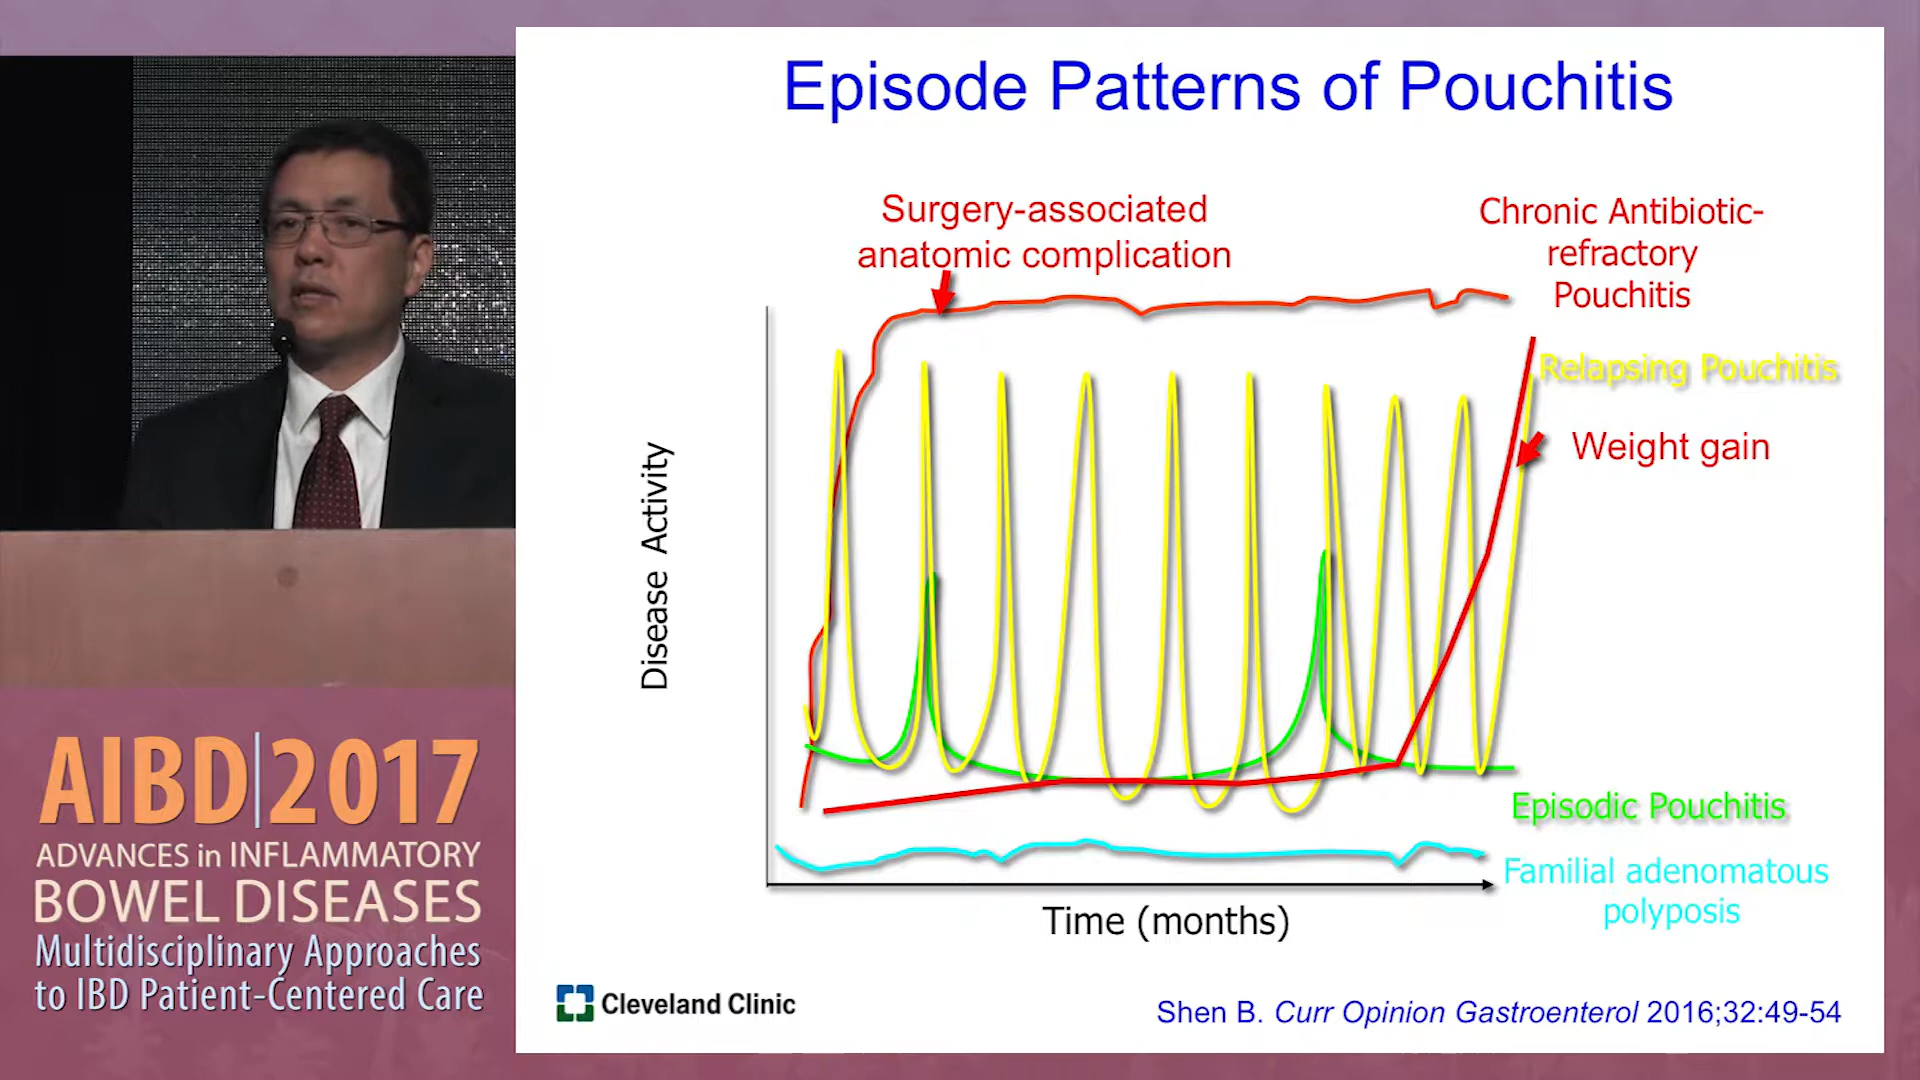 Episode Patterns of Pouchitis
Surgery-associated
anatomic complication
Chronic Antibiotic-
refractory
Pouchitis
Relapsing Pouchitis
Weight gain
Disease Activity
Episodic Pouchitis
Familial adenomatous
polyposis
Time (months)
Cleveland Clinic
Shen B. Curr Opinion Gastroenterol 2016;32:49-54
AIBD|2017
ADVANCES in INFLAMMATORY
BOWEL DISEASES
Multidisciplinary Approaches
to IBD Patient-Centered Care